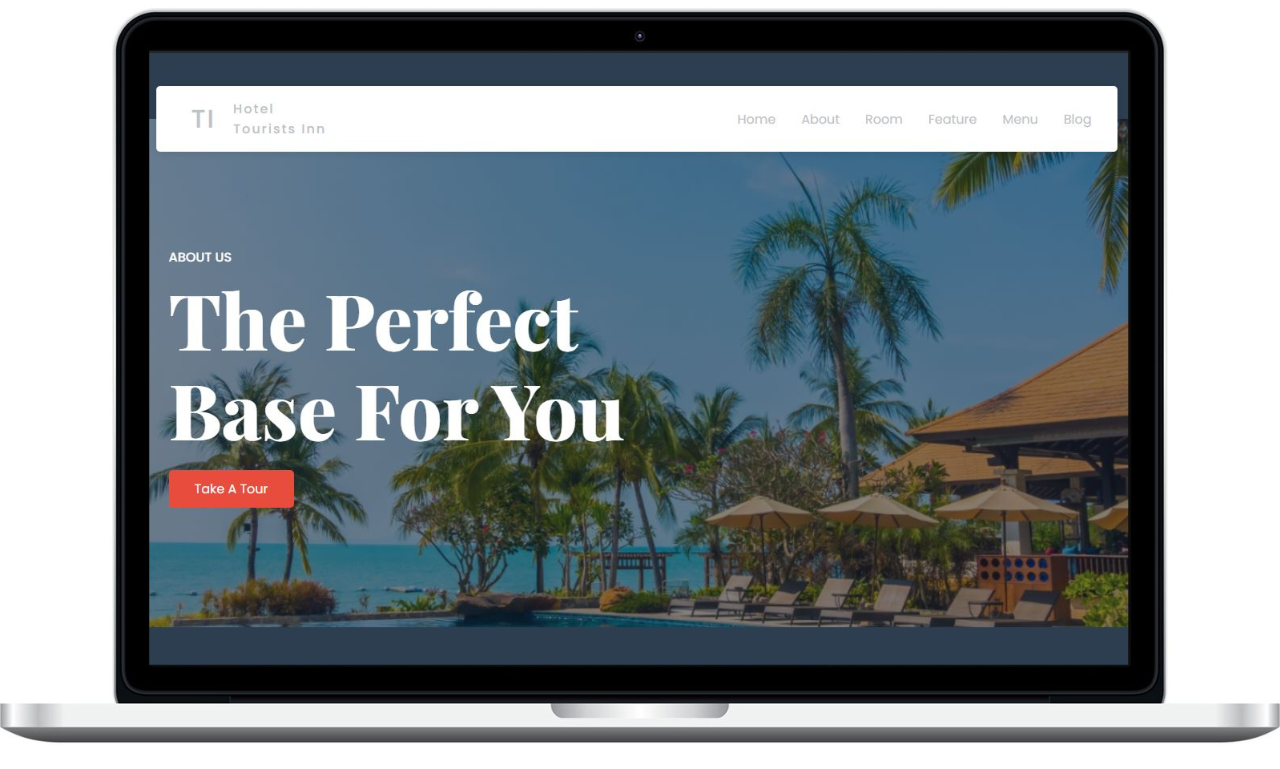 TI
Hotel
Tourists Inn
Home About Room Feature Menu Blog
ABOUT US
The Perfect
Base For You
Take A Tour